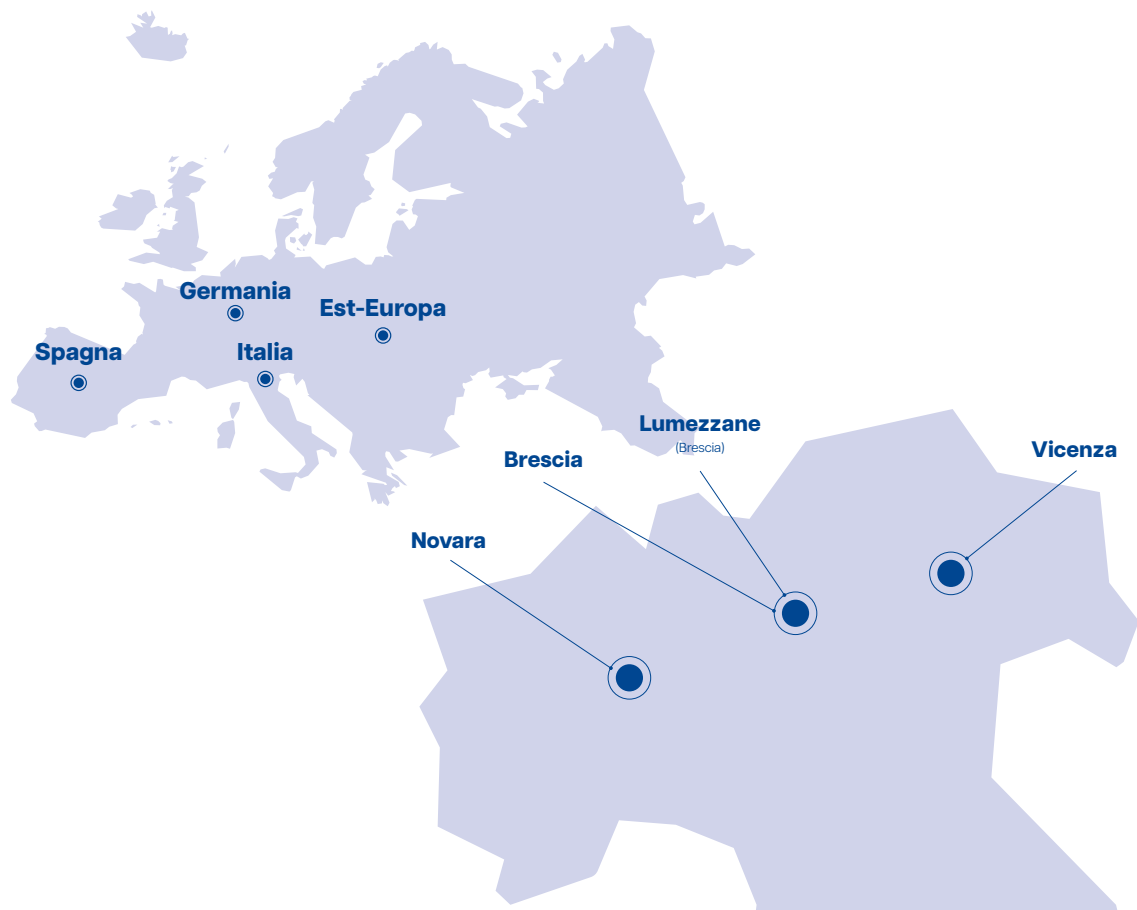 Germania
Est-Europa
Spagna
Italia
Lumezzane
(Brescia)
Vicenza
Brescia
Novara